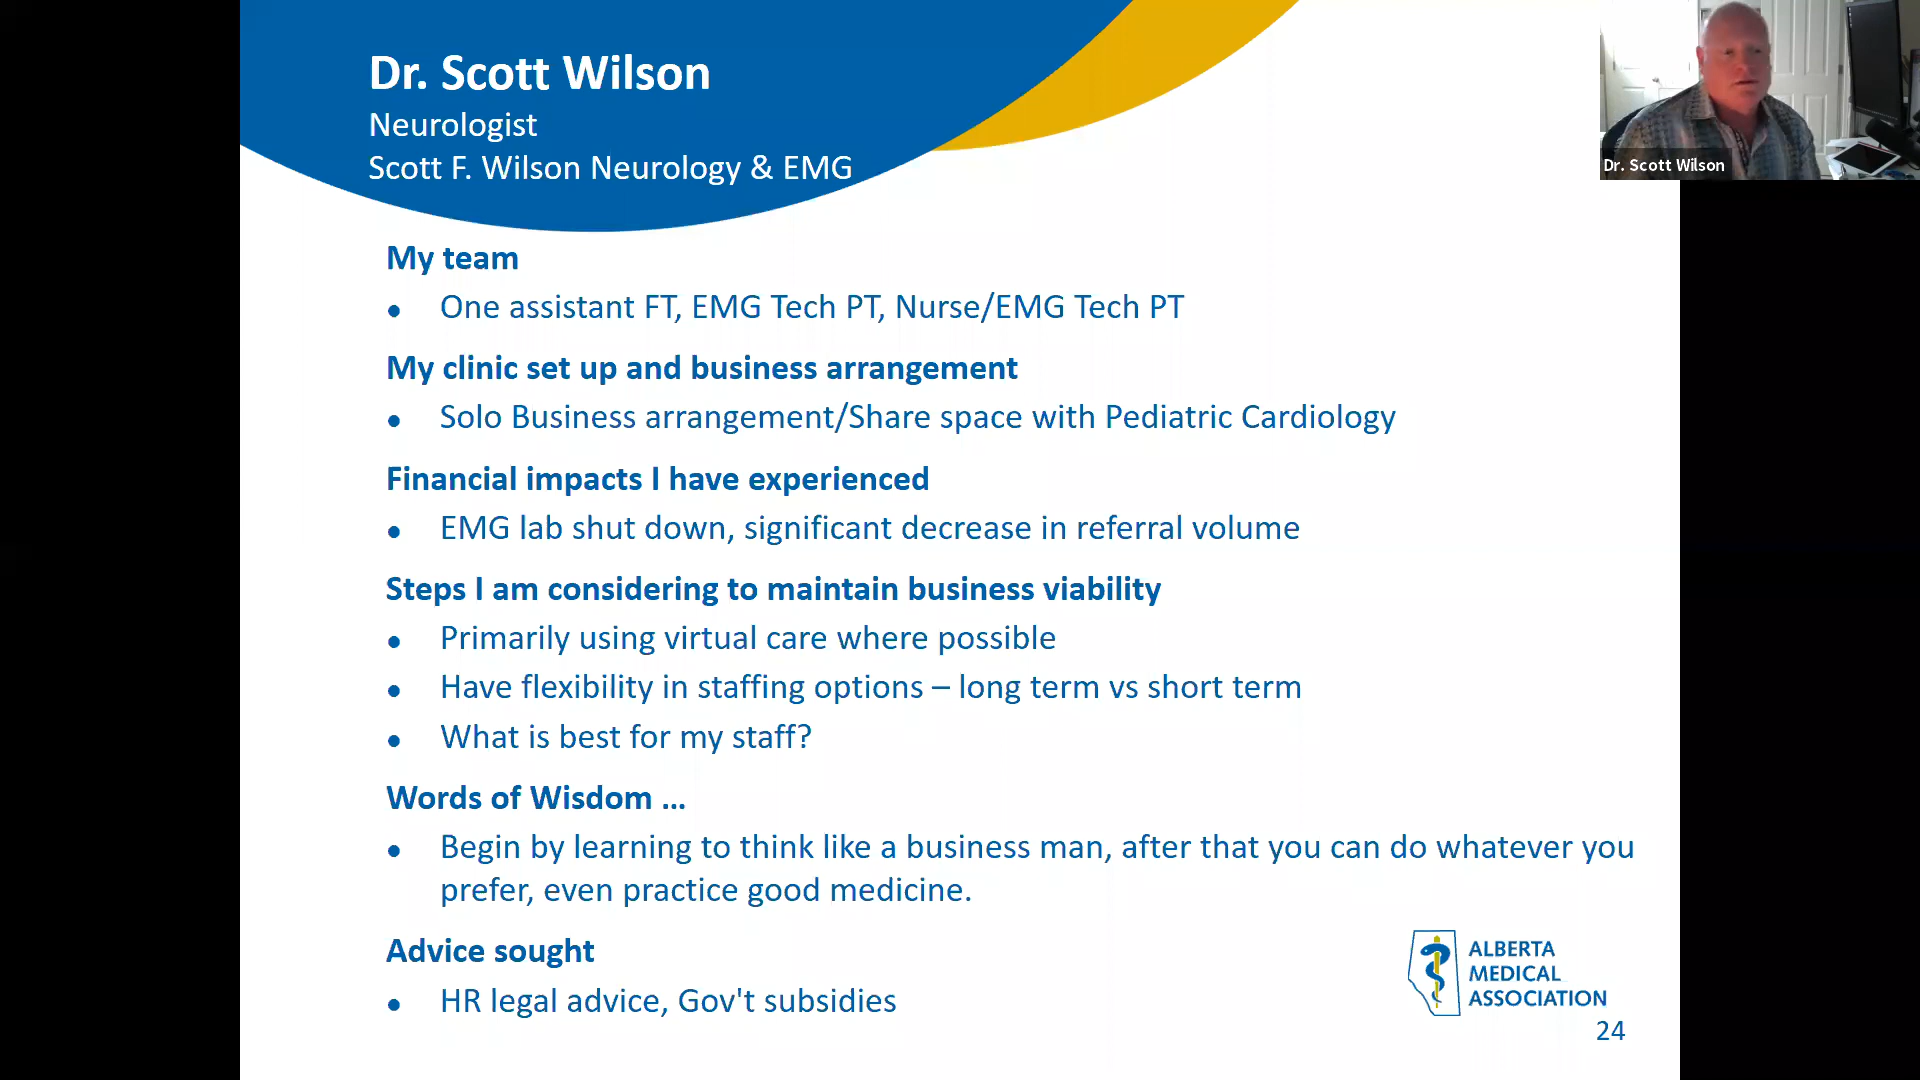 Dr. Scott Wilson
Neurologist
Scott F. Wilson Neurology & EMG
Dr. Scott Wilson
My team
● One assistant FT, EMG Tech PT, Nurse/EMG Tech PT
My clinic set up and business arrangement
● Solo Business arrangement/Share space with Pediatric Cardiology
Financial impacts I have experienced
● EMG lab shut down, significant decrease in referral volume
Steps I am considering to maintain business viability
● Primarily using virtual care where possible
● Have flexibility in staffing options – long term vs short term
● What is best for my staff?
Words of Wisdom ...
● Begin by learning to think like a business man, after that you can do whatever you
prefer, even practice good medicine.
Advice sought
● HR legal advice, Gov't subsidies
ALBERTA
MEDICAL
ASSOCIATION
24